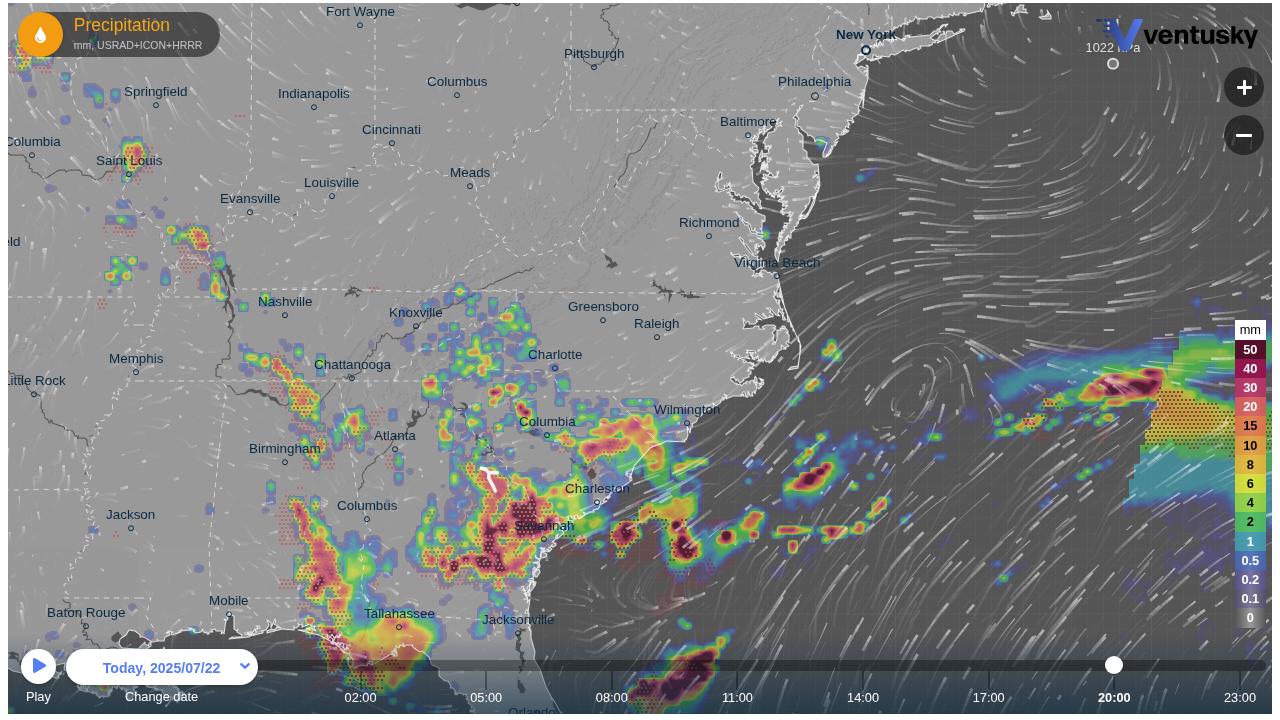 Precipitation
mm, USRAD+ICON+HRRR
Fort Wayne
New York
ventusky
1022 hPa
Pittsburgh
Springfield
Indianapolis
Columbus
Philadelphia
Columbia
Cincinnati
Baltimore
Saint Louis
Louisville
Meads
Evansville
Richmond
eld
Virginia Beach
Nashville
Knoxville
Greensboro
Raleigh
Memphis
Chattanooga
Charlotte
Little Rock
Columbia
Wilmington
Birmingham
Atlanta
Charleston
Jackson
Columbus
Savannah
Baton Rouge
Mobile
Tallahassee
Jacksonville
Orlando
mm
50
40
30
20
15
10
8
6
4
2
1
0.5
0.2
0.1
0
Today, 2025/07/22
Play
Change date
02:00
05:00
08:00
11:00
14:00
17:00
20:00
23:00